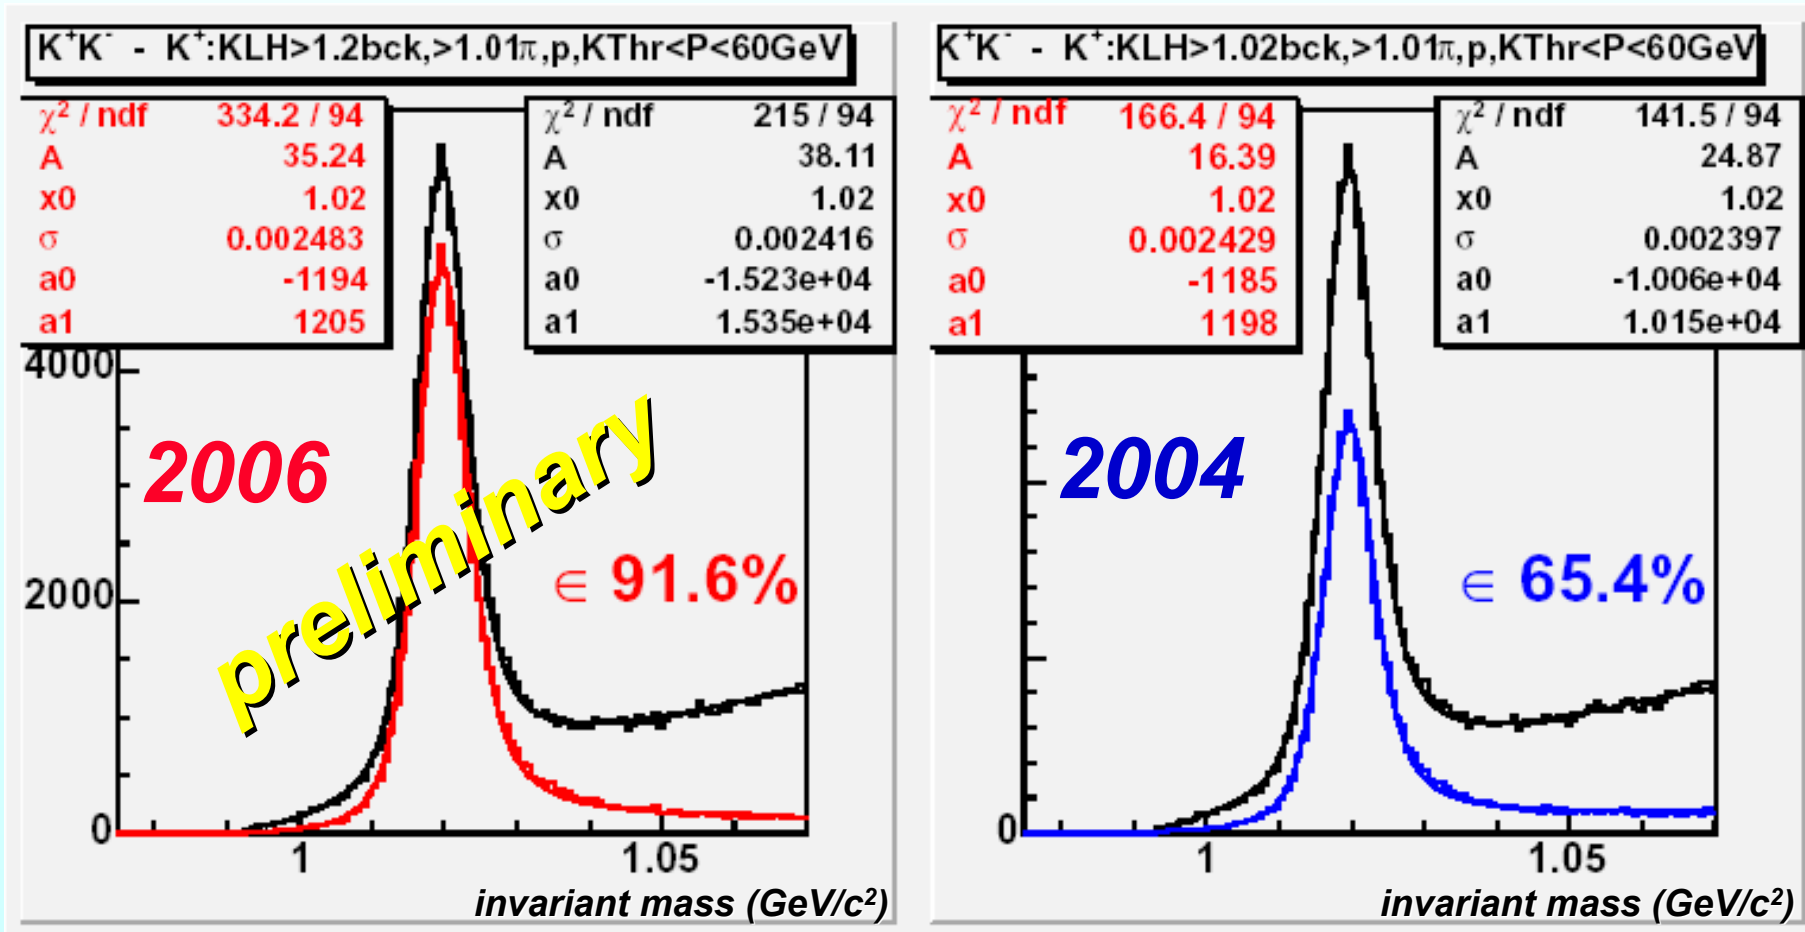 K⁺K⁻ - K⁺:KLH>1.2bck,>1.01π,p,KThr<P<60GeV
χ² / ndf 334.2 / 94
A 35.24
x0 1.02
σ 0.002483
a0 -1194
a1 1205
χ² / ndf 215 / 94
A 38.11
x0 1.02
σ 0.002416
a0 -1.523e+04
a1 1.535e+04
4000
2006
preliminary
∈ 91.6%
2000
0
1 1.05
invariant mass (GeV/c²)
K⁺K⁻ - K⁺:KLH>1.02bck,>1.01π,p,KThr<P<60GeV
χ² / ndf 166.4 / 94
A 16.39
x0 1.02
σ 0.002429
a0 -1185
a1 1198
χ² / ndf 141.5 / 94
A 24.87
x0 1.02
σ 0.002397
a0 -1.006e+04
a1 1.015e+04
2004
∈ 65.4%
0
1 1.05
invariant mass (GeV/c²)